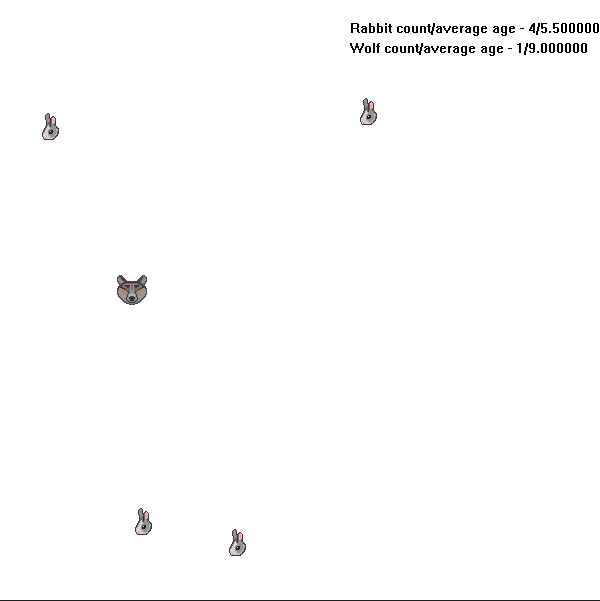 Rabbit count/average age - 4/5.500000
Wolf count/average age - 1/9.000000